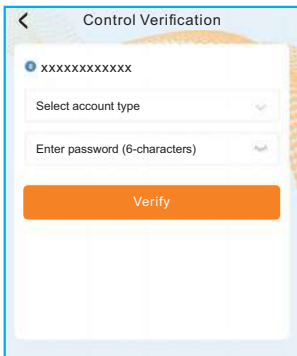 Control Verification
xxxxxxxxxxxx
Select account type
Enter password (6-characters)
Verify